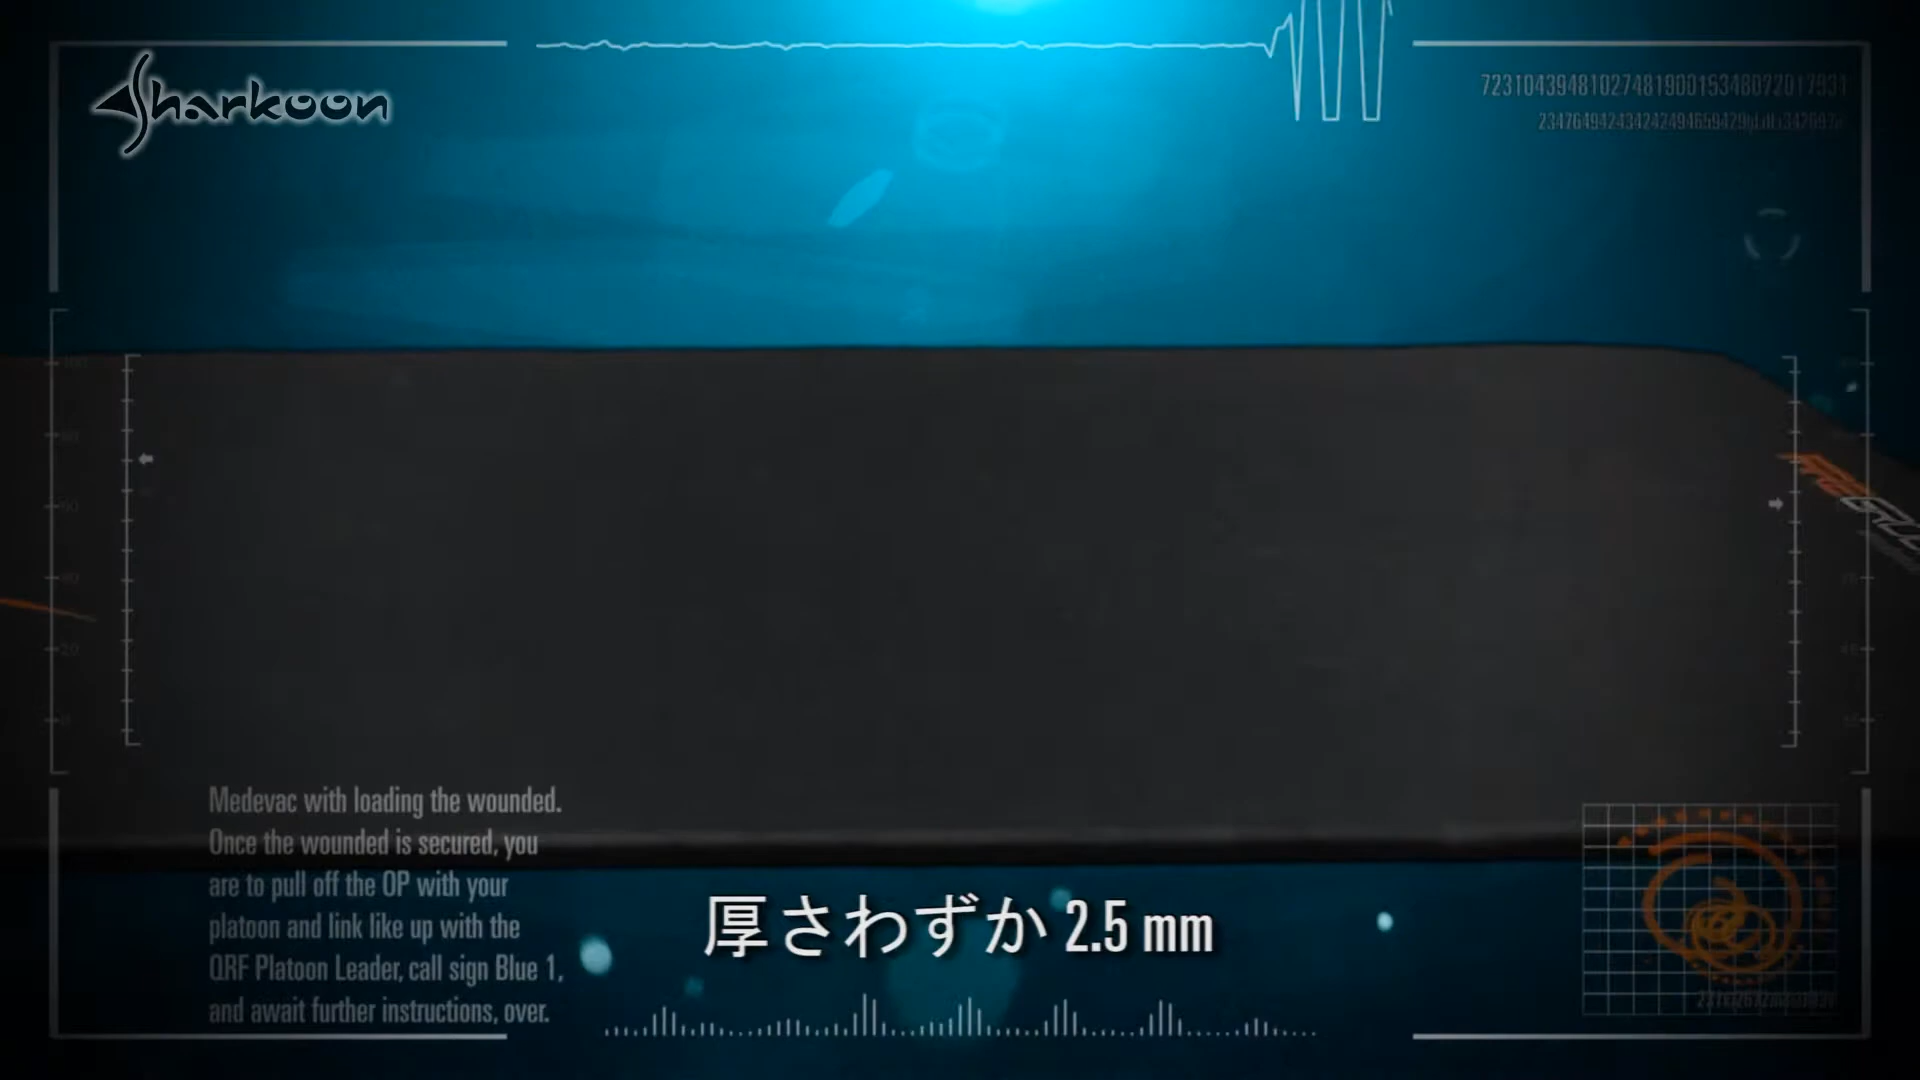 Sharkoon
Medevac with loading the wounded.
Once the wounded is secured, you
are to pull off the OP with your
platoon and link like up with the
QRF Platoon Leader, call sign Blue 1,
and await further instructions, over.
厚さわずか 2.5 mm